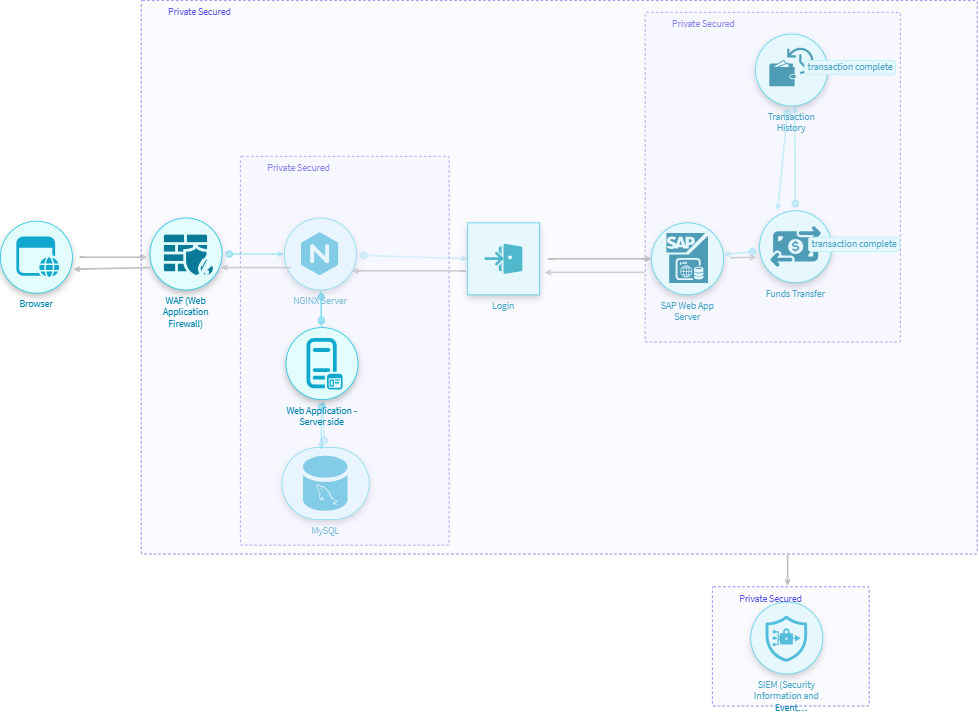 Private Secured
Private Secured
transaction complete
Transaction
History
Private Secured
SAP
transaction complete
Funds Transfer
Browser
WAF (Web
Application
Firewall)
N
NGINX Server
Login
SAP Web App
Server
Web Application -
Server side
MySQL
Private Secured
SIEM (Security
Information and
Event...